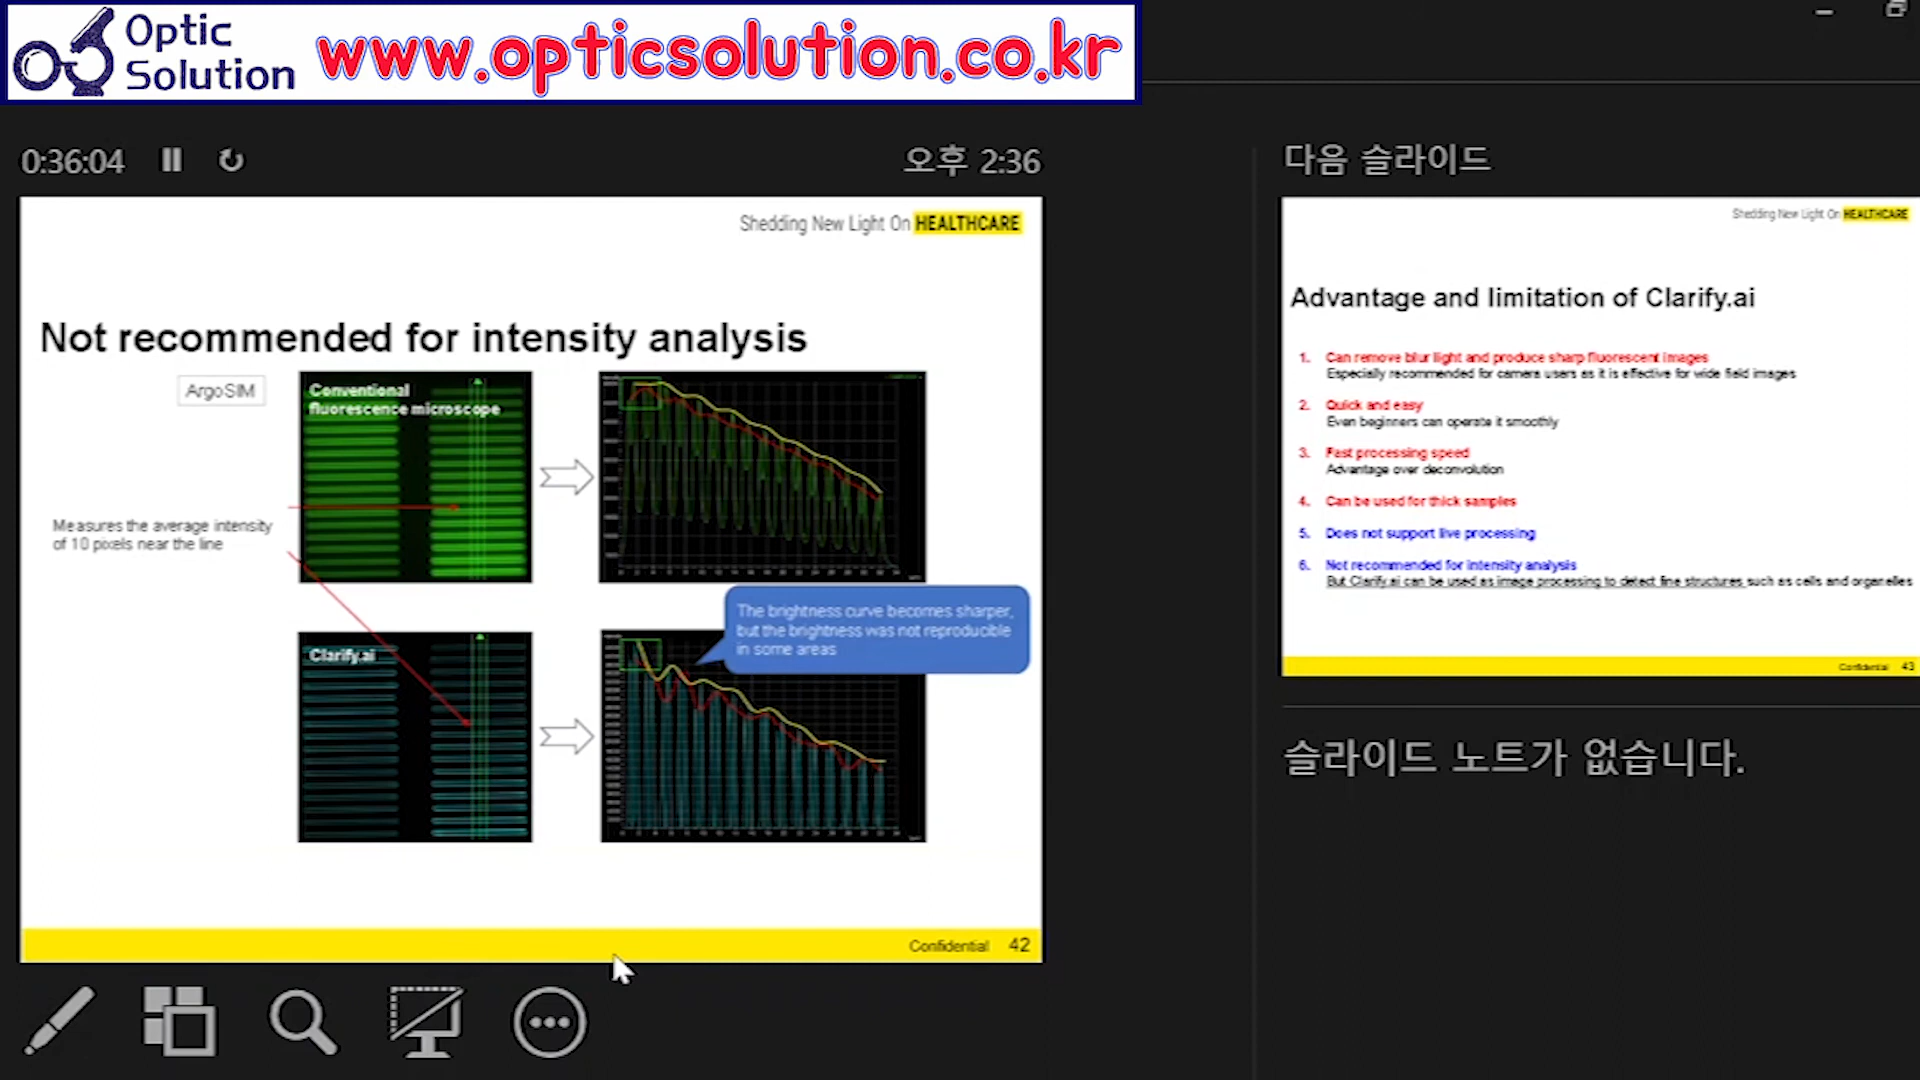 Optic
Solution
www.opticsolution.co.kr
0:36:04
오후 2:36
Shedding New Light On HEALTHCARE
Not recommended for intensity analysis
ArgoSIM
Conventional
fluorescence microscope
Measures the average intensity
of 10 pixels near the line
The brightness curve becomes sharper,
but the brightness was not reproducible
in some areas
Clarify.ai
Confidential 42
다음 슬라이드
Shedding New Light On HEALTHCARE
Advantage and limitation of Clarify.ai
1. Can remove blur light and produce sharp fluorescent images
Especially recommended for camera users as it is effective for wide field images
2. Quick and easy
Even beginners can operate it smoothly
3. Fast processing speed
Advantage over deconvolution
4. Can be used for thick samples
5. Does not support live processing
6. Not recommended for intensity analysis
But Clarify.ai can be used as image processing to detect fine structures such as cells and organelles
Confidential 43
슬라이드 노트가 없습니다.